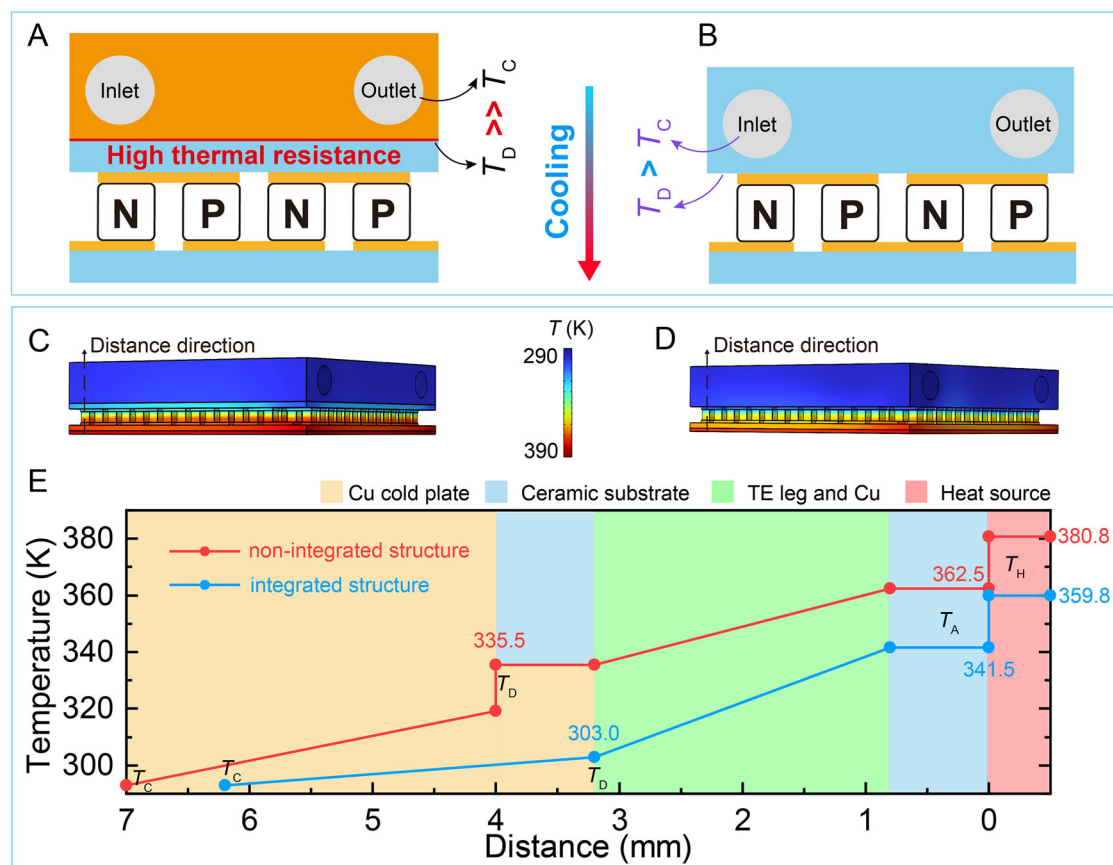 A
Inlet
Outlet
T_C
High thermal resistance
T_D << T_C
N P N P
Cooling
B
Inlet
Outlet
T_D < T_C
N P N P
C
Distance direction
T (K)
290
390
D
Distance direction
E
Cu cold plate
Ceramic substrate
TE leg and Cu
Heat source
non-integrated structure
integrated structure
Temperature (K)
380
360
340
320
300
335.5
T_D
303.0
T_D
362.5
T_A
341.5
T_H
380.8
359.8
T_C
T_C
7 6 5 4 3 2 1 0
Distance (mm)